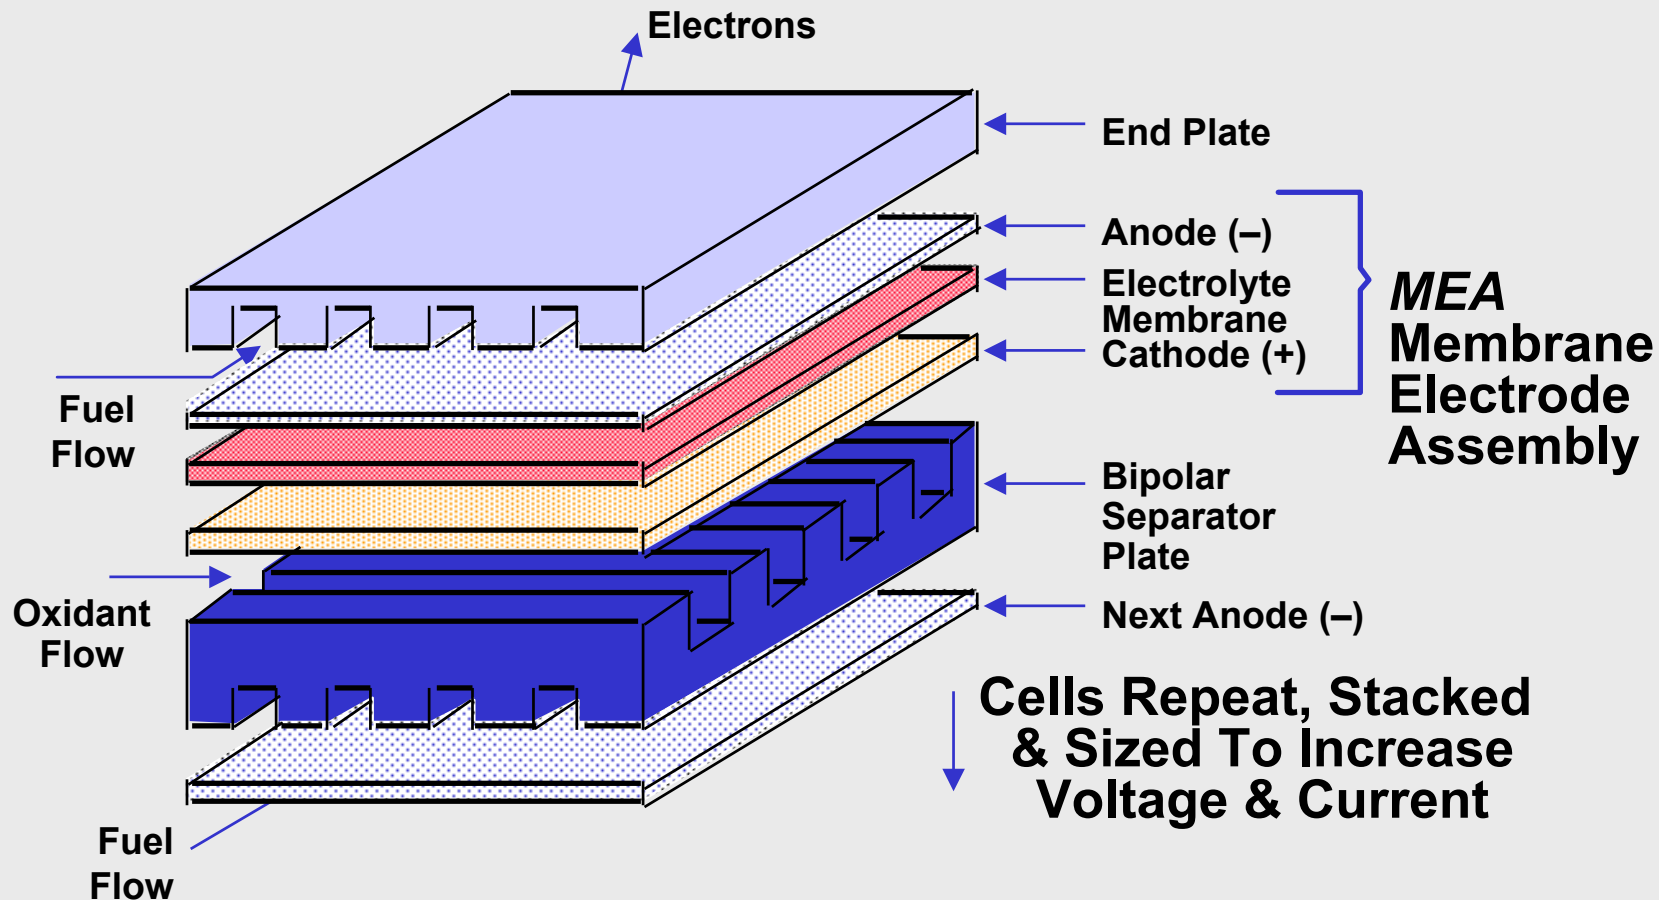 Electrons
End Plate
Anode (–)
Electrolyte
Membrane
Cathode (+)
MEA
Membrane
Electrode
Assembly
Fuel
Flow
Bipolar
Separator
Plate
Oxidant
Flow
Next Anode (–)
Cells Repeat, Stacked
& Sized To Increase
Voltage & Current
Fuel
Flow